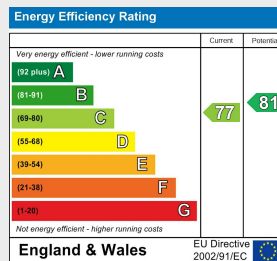 Energy Efficiency Rating
Current
Very energy efficient - lower running costs
(92 plus) A
(81-91) B
(69-80) C
(55-68) D
(39-54) E
(21-38) F
(1-20) G
77
81
Not energy efficient - higher running costs
England & Wales
EU Directive
2002/91/EC